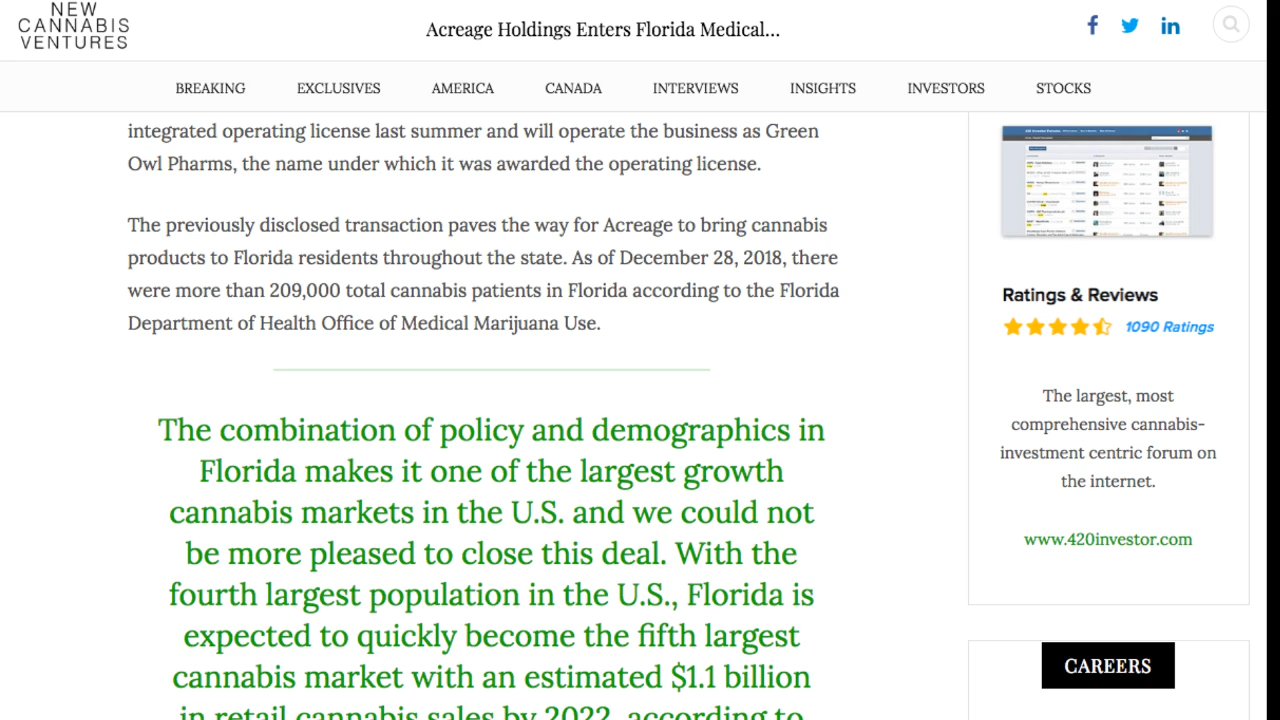 NEW
CANNABIS
VENTURES
Acreage Holdings Enters Florida Medical...
BREAKING
EXCLUSIVES
AMERICA
CANADA
INTERVIEWS
INSIGHTS
INVESTORS
STOCKS
integrated operating license last summer and will operate the business as Green
Owl Pharms, the name under which it was awarded the operating license.
The previously disclosed transaction paves the way for Acreage to bring cannabis
products to Florida residents throughout the state. As of December 28, 2018, there
were more than 209,000 total cannabis patients in Florida according to the Florida
Department of Health Office of Medical Marijuana Use.
The combination of policy and demographics in
Florida makes it one of the largest growth
cannabis markets in the U.S. and we could not
be more pleased to close this deal. With the
fourth largest population in the U.S., Florida is
expected to quickly become the fifth largest
cannabis market with an estimated $1.1 billion
in retail cannabis sales by 2022, according to
Ratings & Reviews
1090 Ratings
The largest, most
comprehensive cannabis-
investment centric forum on
the internet.
www.420investor.com
CAREERS